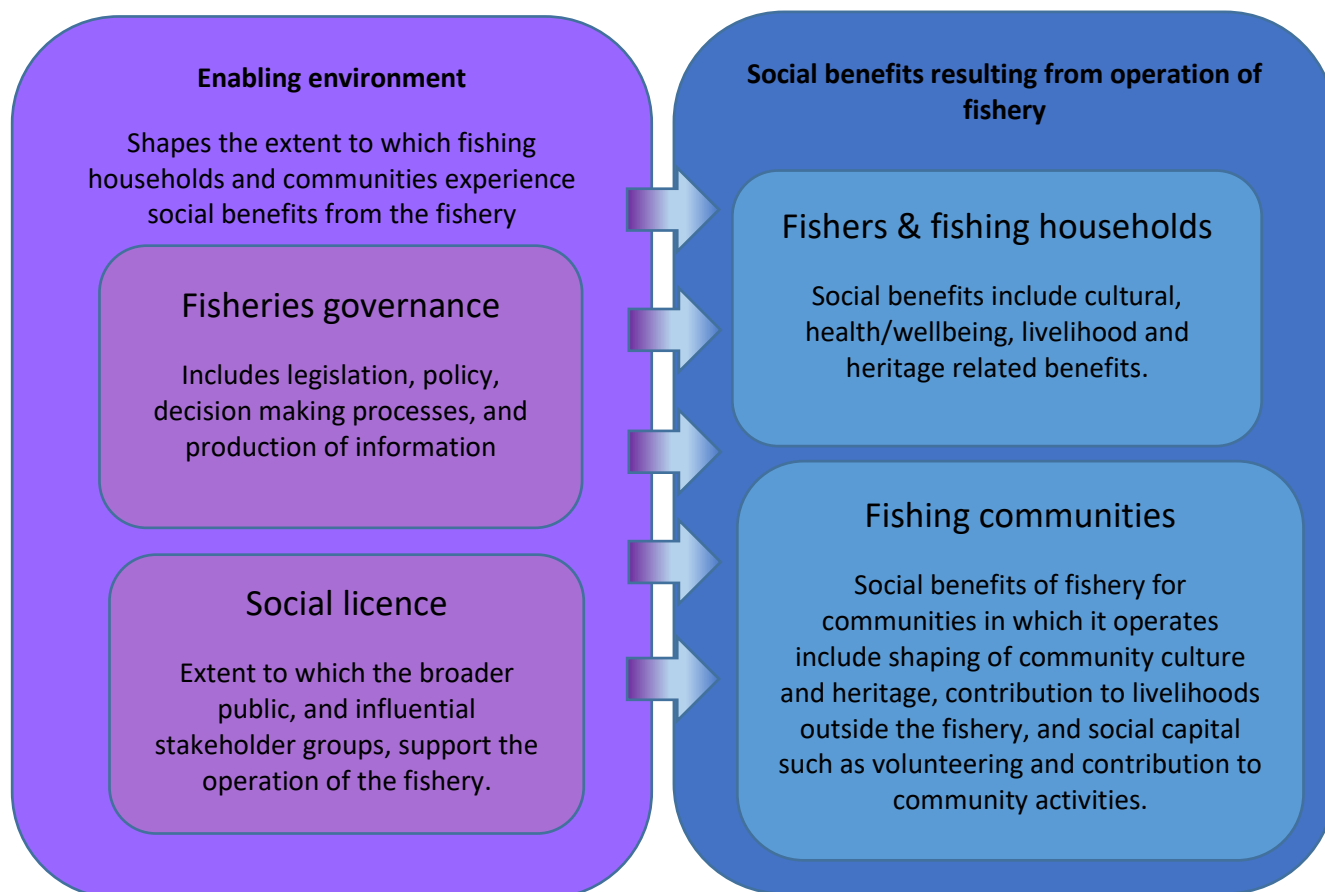 Enabling environment
Shapes the extent to which fishing
households and communities experience
social benefits from the fishery
Fisheries governance
Includes legislation, policy,
decision making processes, and
production of information
Social licence
Extent to which the broader
public, and influential
stakeholder groups, support the
operation of the fishery.
Social benefits resulting from operation of
fishery
Fishers & fishing households
Social benefits include cultural,
health/wellbeing, livelihood and
heritage related benefits.
Fishing communities
Social benefits of fishery for
communities in which it operates
include shaping of community culture
and heritage, contribution to livelihoods
outside the fishery, and social capital
such as volunteering and contribution to
community activities.